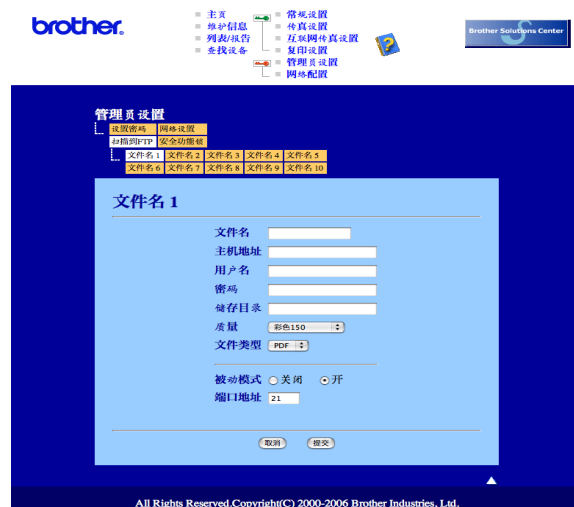 brother.
主页
维护信息
列表/报告
查找设备
常规设置
传真设置
互联网传真设置
复印设置
管理员设置
网络配置
Brother Solutions Center
管理员设置
设置密码 网络设置
扫描到FTP 安全功能锁
文件名 1 文件名 2 文件名 3 文件名 4 文件名 5
文件名 6 文件名 7 文件名 8 文件名 9 文件名 10
文件名 1
文件名
主机地址
用户名
密码
储存目录
质量 彩色150
文件类型 PDF
被动模式 关闭 开
端口地址 21
取消 提交
All Rights Reserved.Copyright(C) 2000-2006 Brother Industries, Ltd.